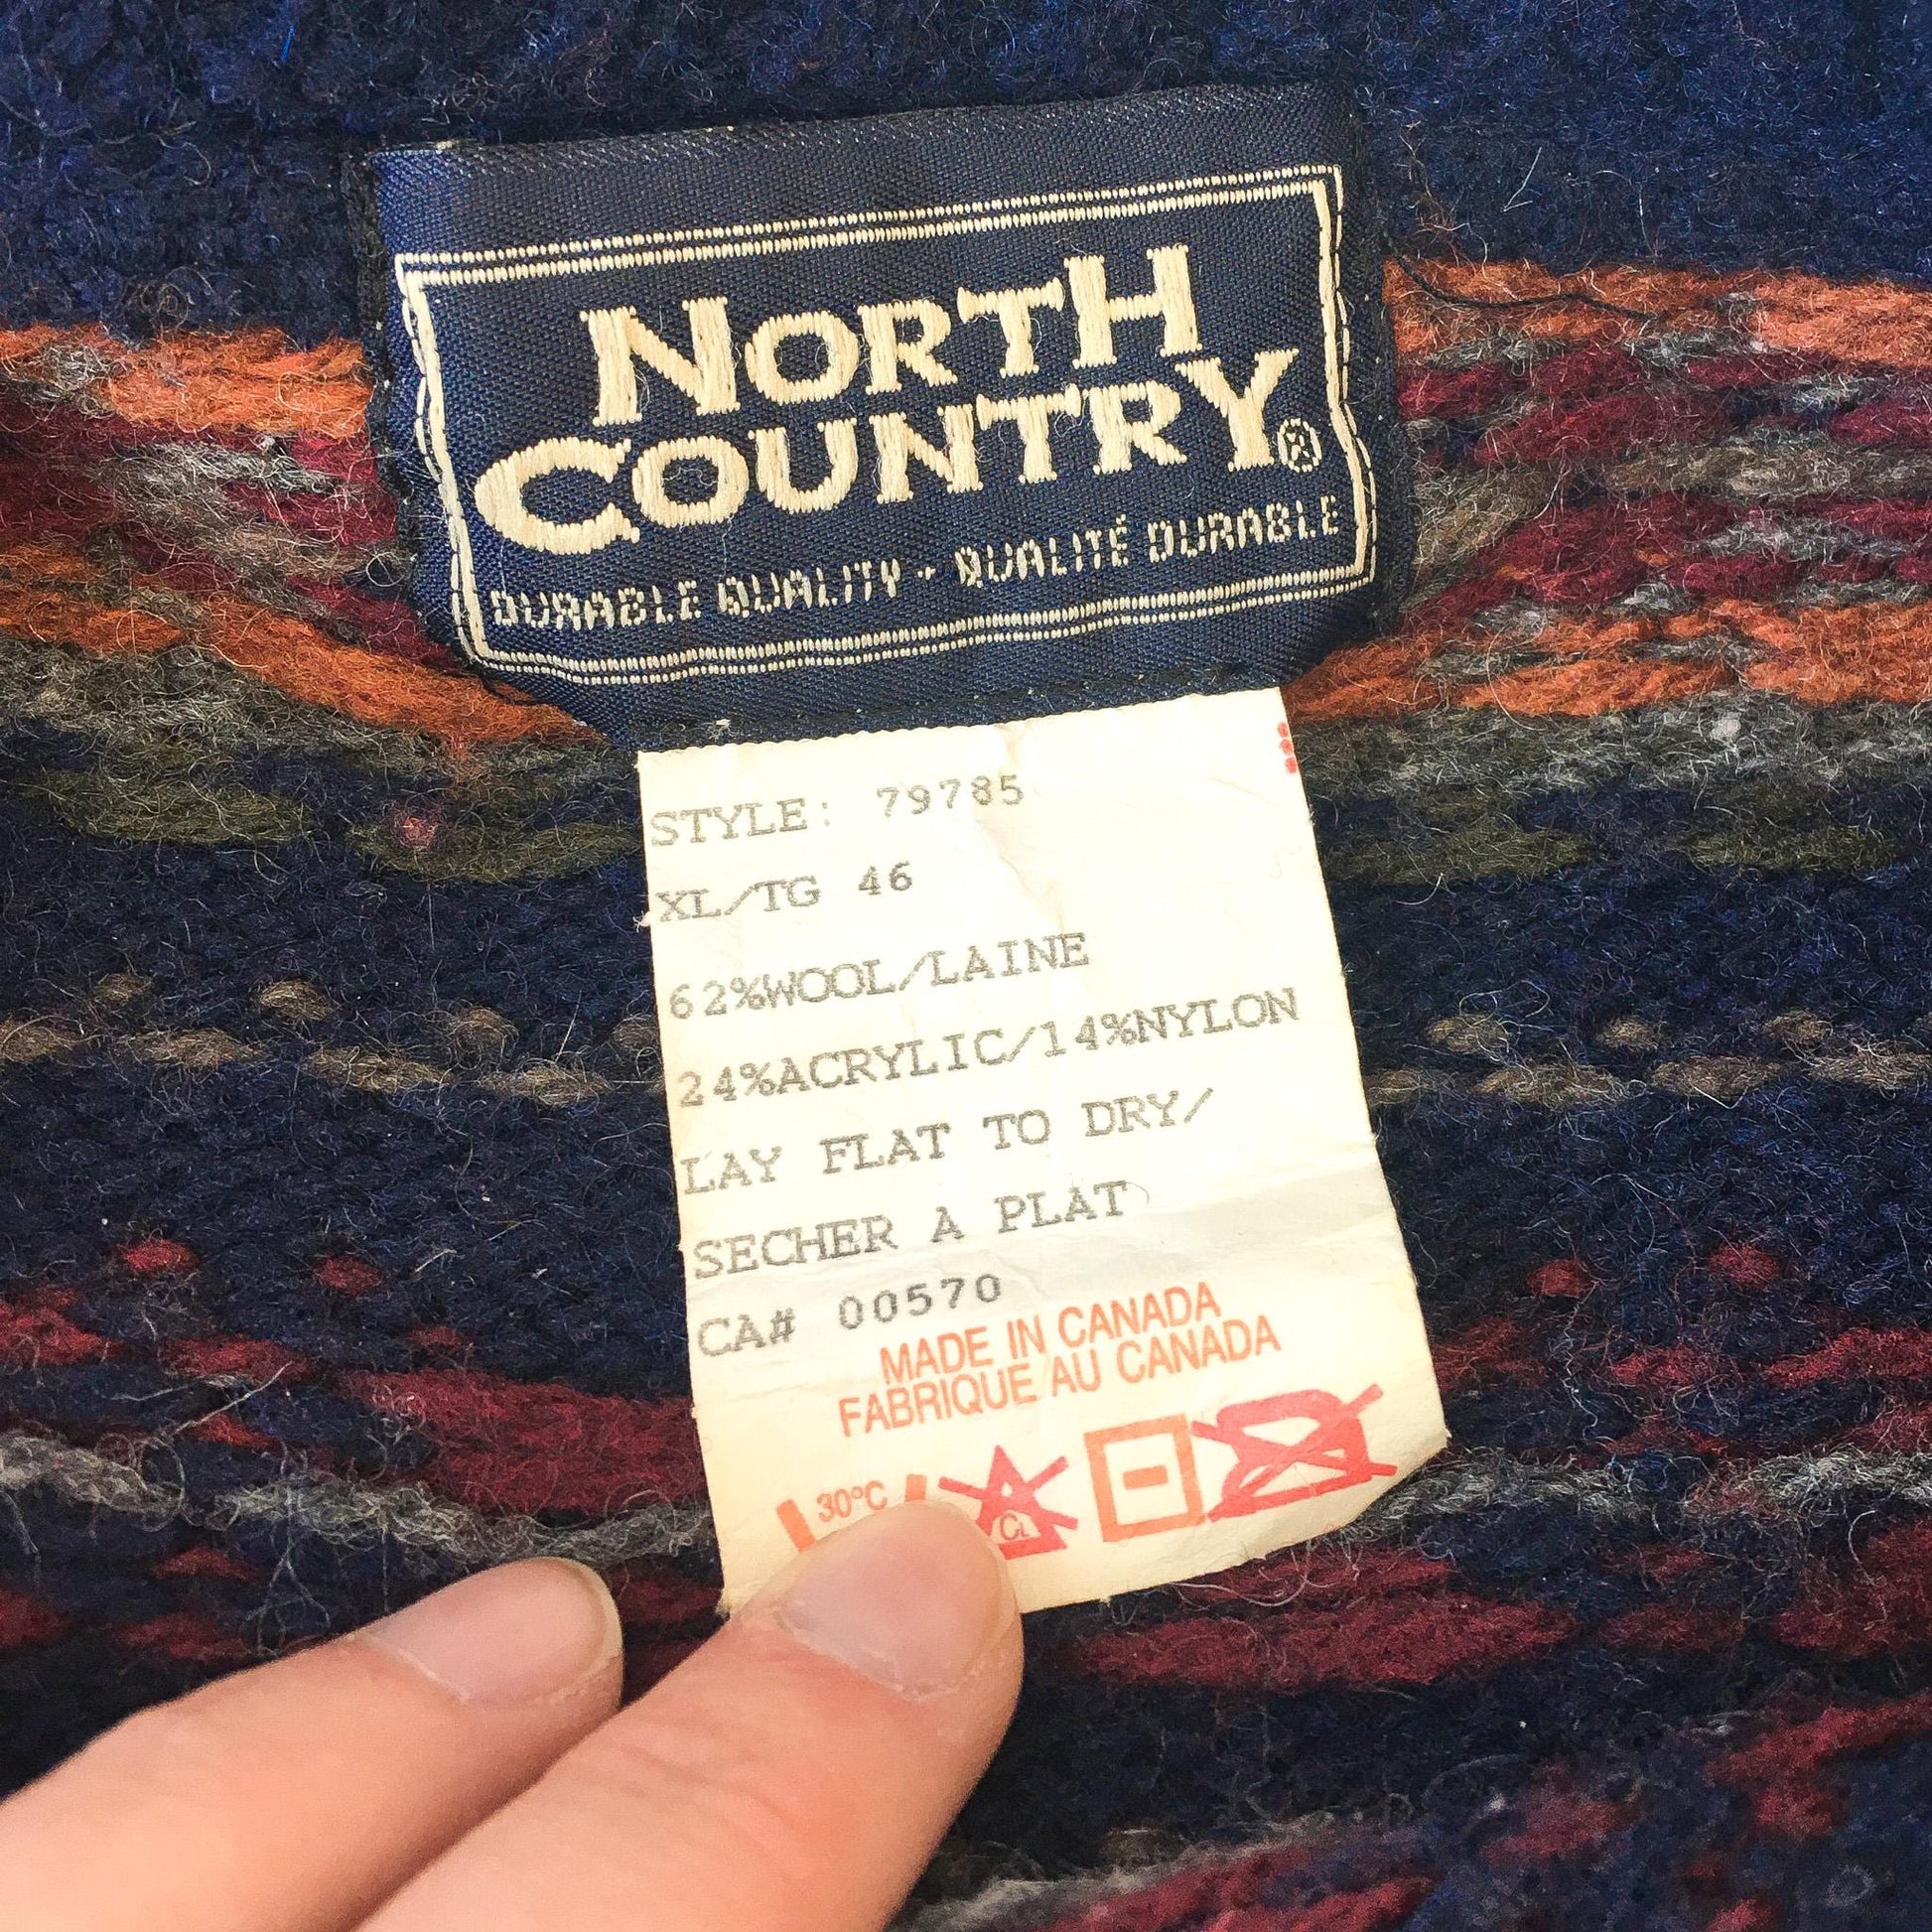 NORTH
COUNTRY®
DURABLE QUALITY - QUALITÉ DURABLE
STYLE: 79785
XL/TG 46
62%WOOL/LAINE
24%ACRYLIC/14%NYLON
LAY FLAT TO DRY/
SECHER A PLAT
CA# 00570
MADE IN CANADA
FABRIQUE AU CANADA
30°C CL